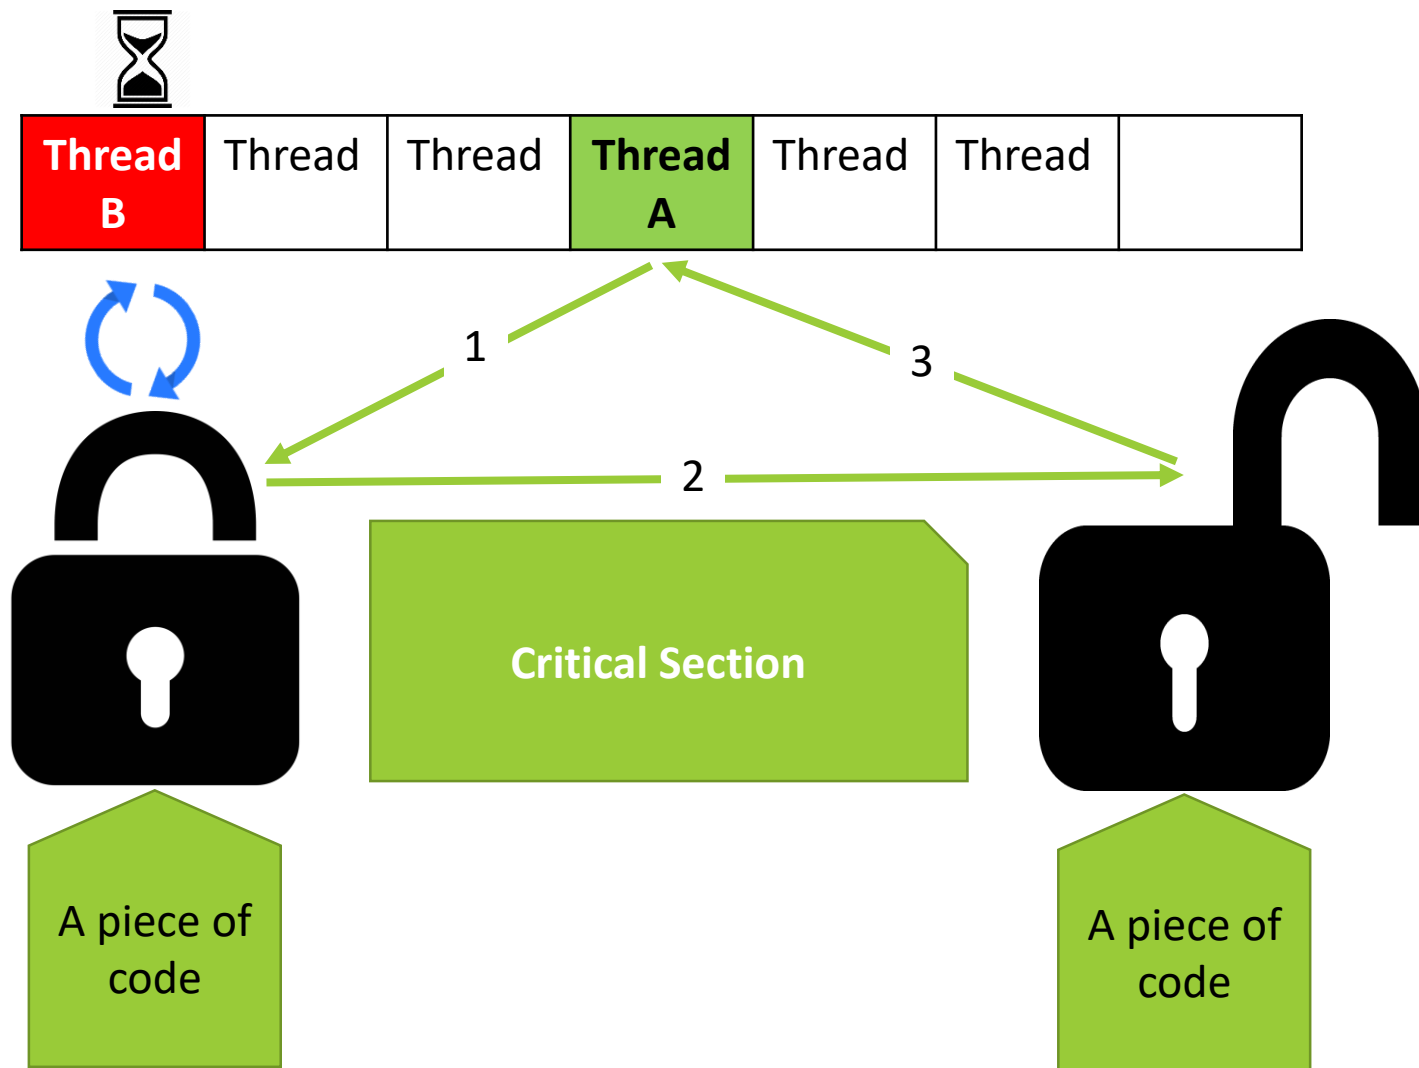 Thread Thread Thread Thread Thread Thread
B A
1
3
2
Critical Section
A piece of
code
A piece of
code